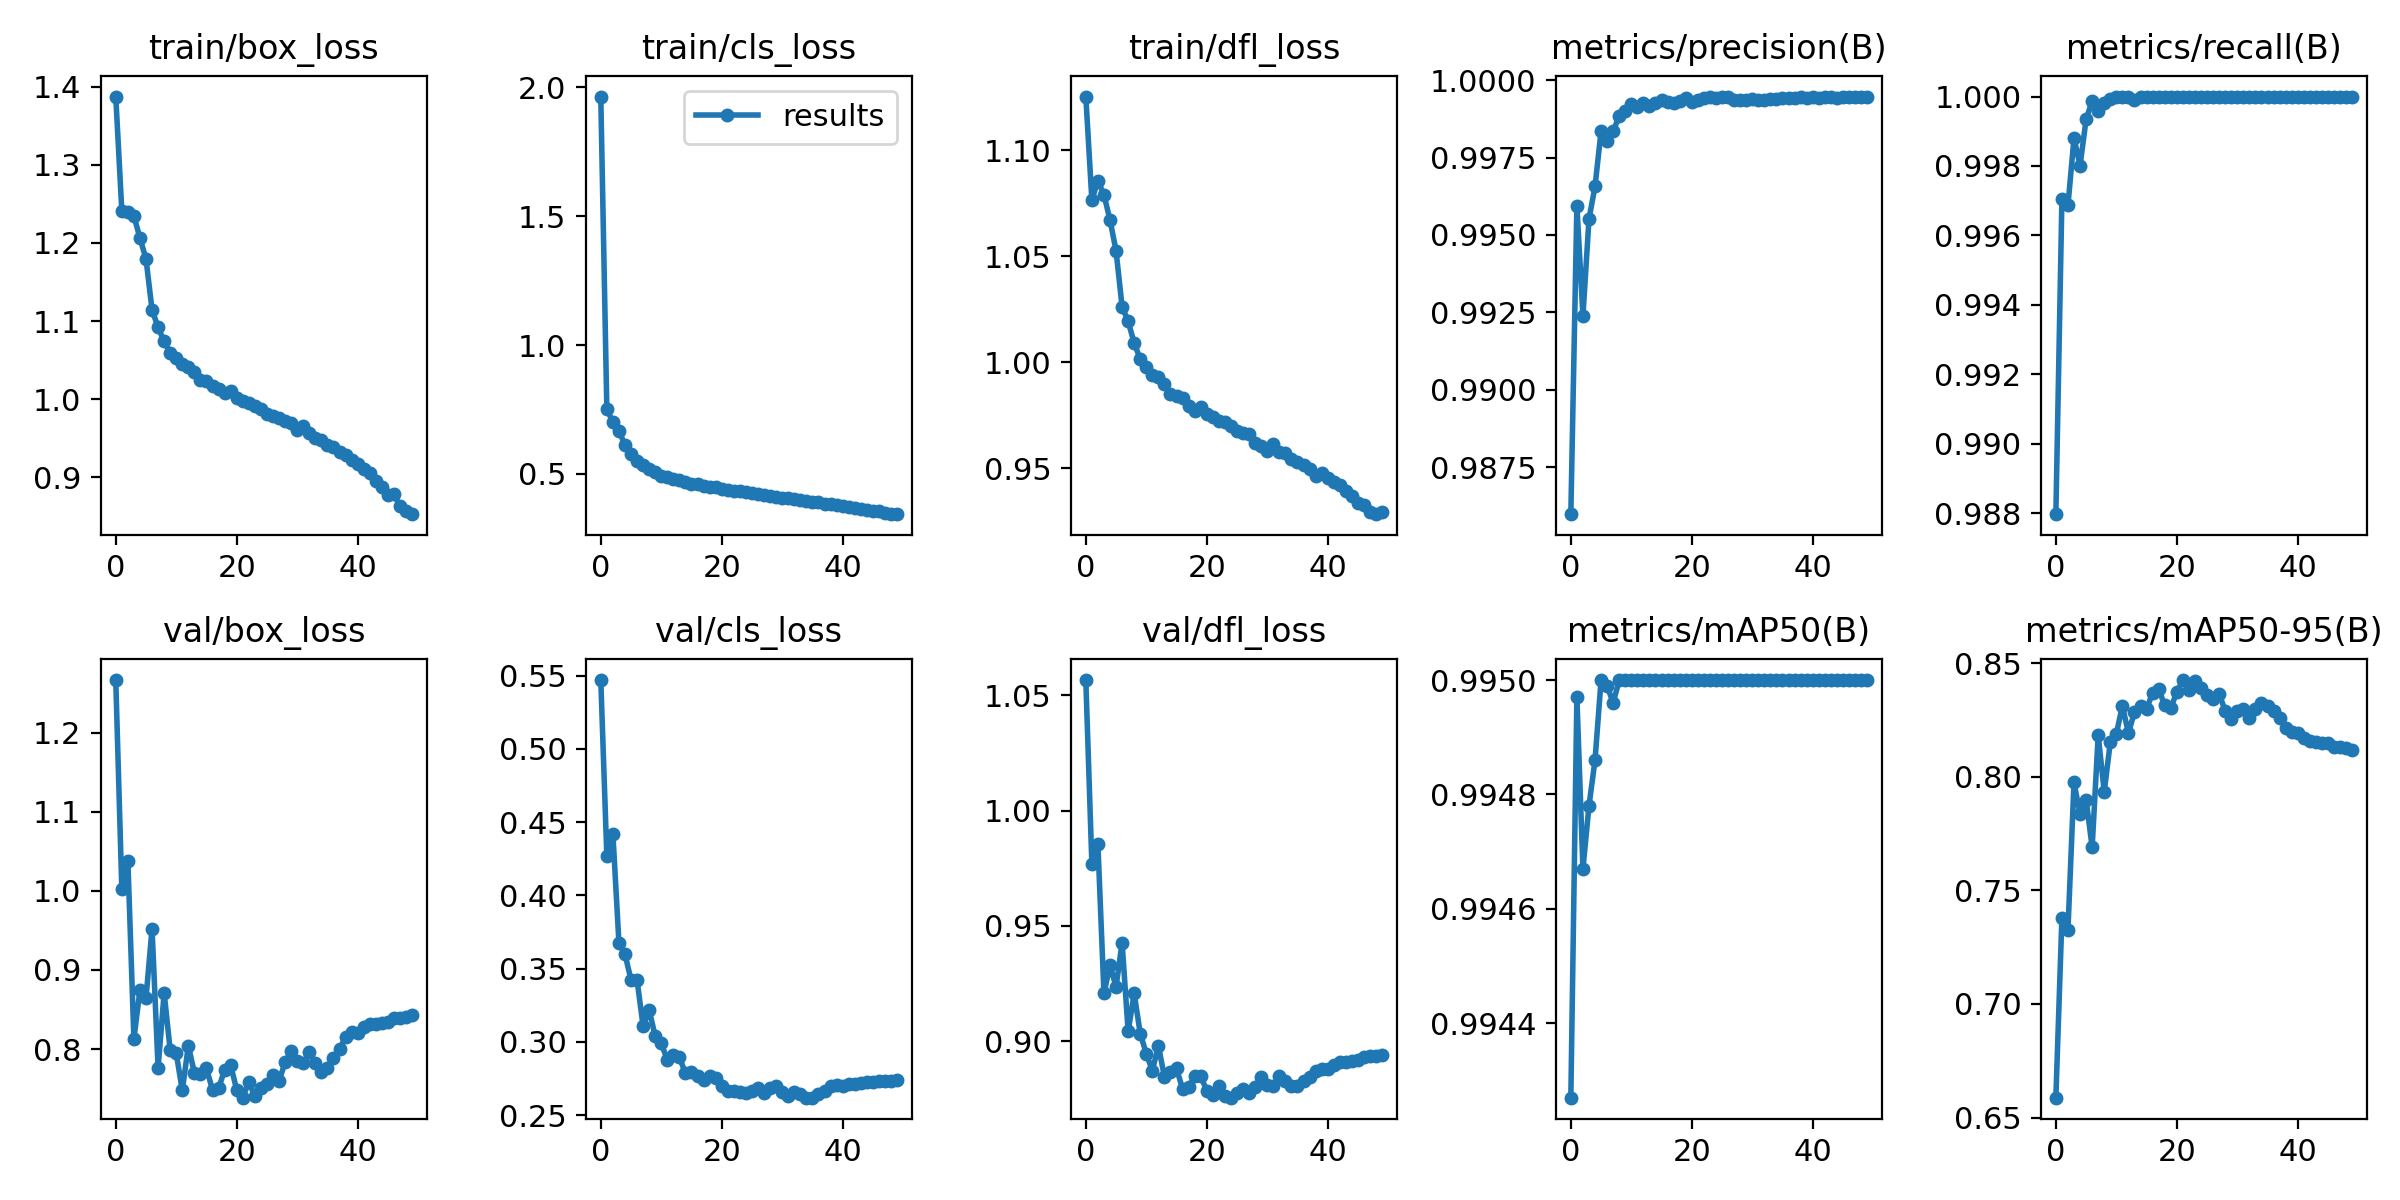 train/box_loss
1.4
1.3
1.2
1.1
1.0
0.9
0 20 40
train/cls_loss
results
2.0
1.5
1.0
0.5
0 20 40
train/dfl_loss
1.10
1.05
1.00
0.95
0 20 40
metrics/precision(B)
1.0000
0.9975
0.9950
0.9925
0.9900
0.9875
0 20 40
metrics/recall(B)
1.000
0.998
0.996
0.994
0.992
0.990
0.988
0 20 40
val/box_loss
1.2
1.1
1.0
0.9
0.8
0 20 40
val/cls_loss
0.55
0.50
0.45
0.40
0.35
0.30
0.25
0 20 40
val/dfl_loss
1.05
1.00
0.95
0.90
0 20 40
metrics/mAP50(B)
0.9950
0.9948
0.9946
0.9944
0 20 40
metrics/mAP50-95(B)
0.85
0.80
0.75
0.70
0.65
0 20 40